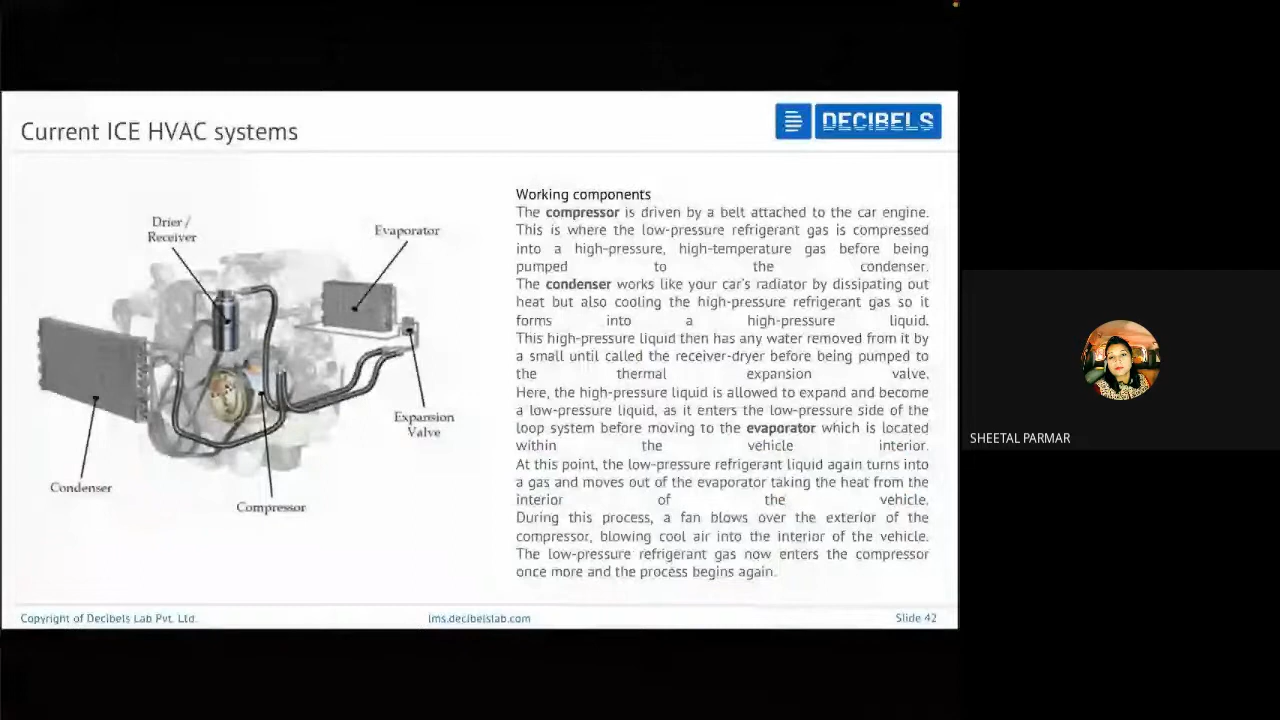 Current ICE HVAC systems
DECIBELS
Drier /
Receiver
Evaporator
Expansion
Valve
Condenser
Compressor
Working components
The compressor is driven by a belt attached to the car engine.
This is where the low-pressure refrigerant gas is compressed
into a high-pressure, high-temperature gas before being
pumped to the condenser.
The condenser works like your car's radiator by dissipating out
heat but also cooling the high-pressure refrigerant gas so it
forms into a high-pressure liquid.
This high-pressure liquid then has any water removed from it by
a small until called the receiver-dryer before being pumped to
the thermal expansion valve.
Here, the high-pressure liquid is allowed to expand and become
a low-pressure liquid, as it enters the low-pressure side of the
loop system before moving to the evaporator which is located
within the vehicle interior.
At this point, the low-pressure refrigerant liquid again turns into
a gas and moves out of the evaporator taking the heat from the
interior of the vehicle.
During this process, a fan blows over the exterior of the
compressor, blowing cool air into the interior of the vehicle.
The low-pressure refrigerant gas now enters the compressor
once more and the process begins again.
Copyright of Decibels Lab Pvt. Ltd.
lms.decibelslab.com
Slide 42
SHEETAL PARMAR